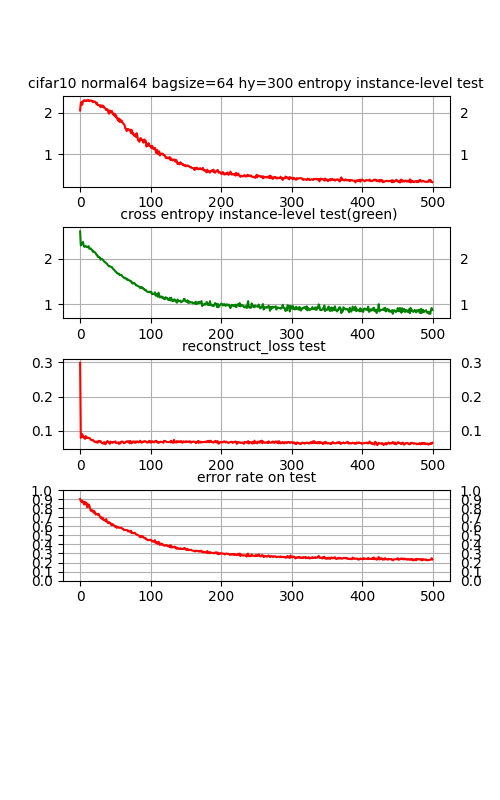 cifar10 normal64 bagsize=64 hy=300 entropy instance-level test
2 2
1 1
0 100 200 300 400 500
cross entropy instance-level test(green)
2 2
1 1
0 100 200 300 400 500
reconstruct_loss test
0.3 0.3
0.2 0.2
0.1 0.1
0 100 200 300 400 500
error rate on test
1.0 1.0
0.9 0.9
0.8 0.8
0.7 0.7
0.6 0.6
0.5 0.5
0.4 0.4
0.3 0.3
0.2 0.2
0.1 0.1
0.0 0.0
0 100 200 300 400 500